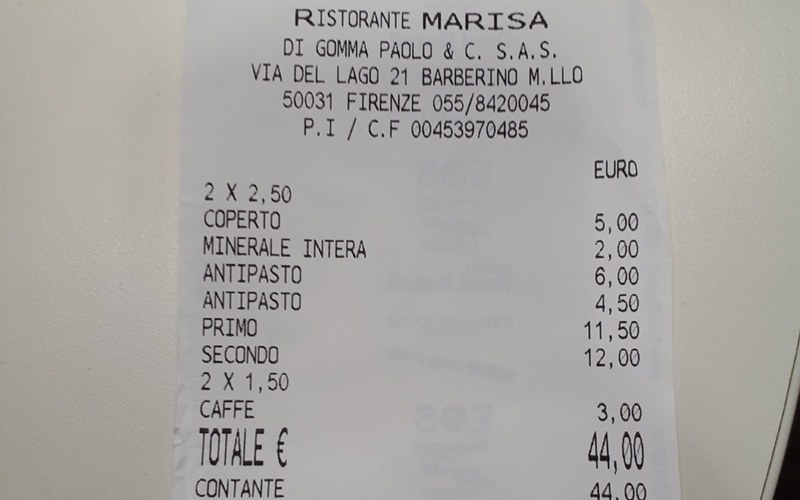 RISTORANTE MARISA
DI GOMMA PAOLO & C. S.A.S.
VIA DEL LAGO 21 BARBERINO M.LLO
50031 FIRENZE 055/8420045
P.I / C.F 00453970485
EURO
2 X 2,50
COPERTO 5,00
MINERALE INTERA 2,00
ANTIPASTO 6,00
ANTIPASTO 4,50
PRIMO 11,50
SECONDO 12,00
2 X 1,50
CAFFE 3,00
TOTALE € 44,00
CONTANTE 44,00